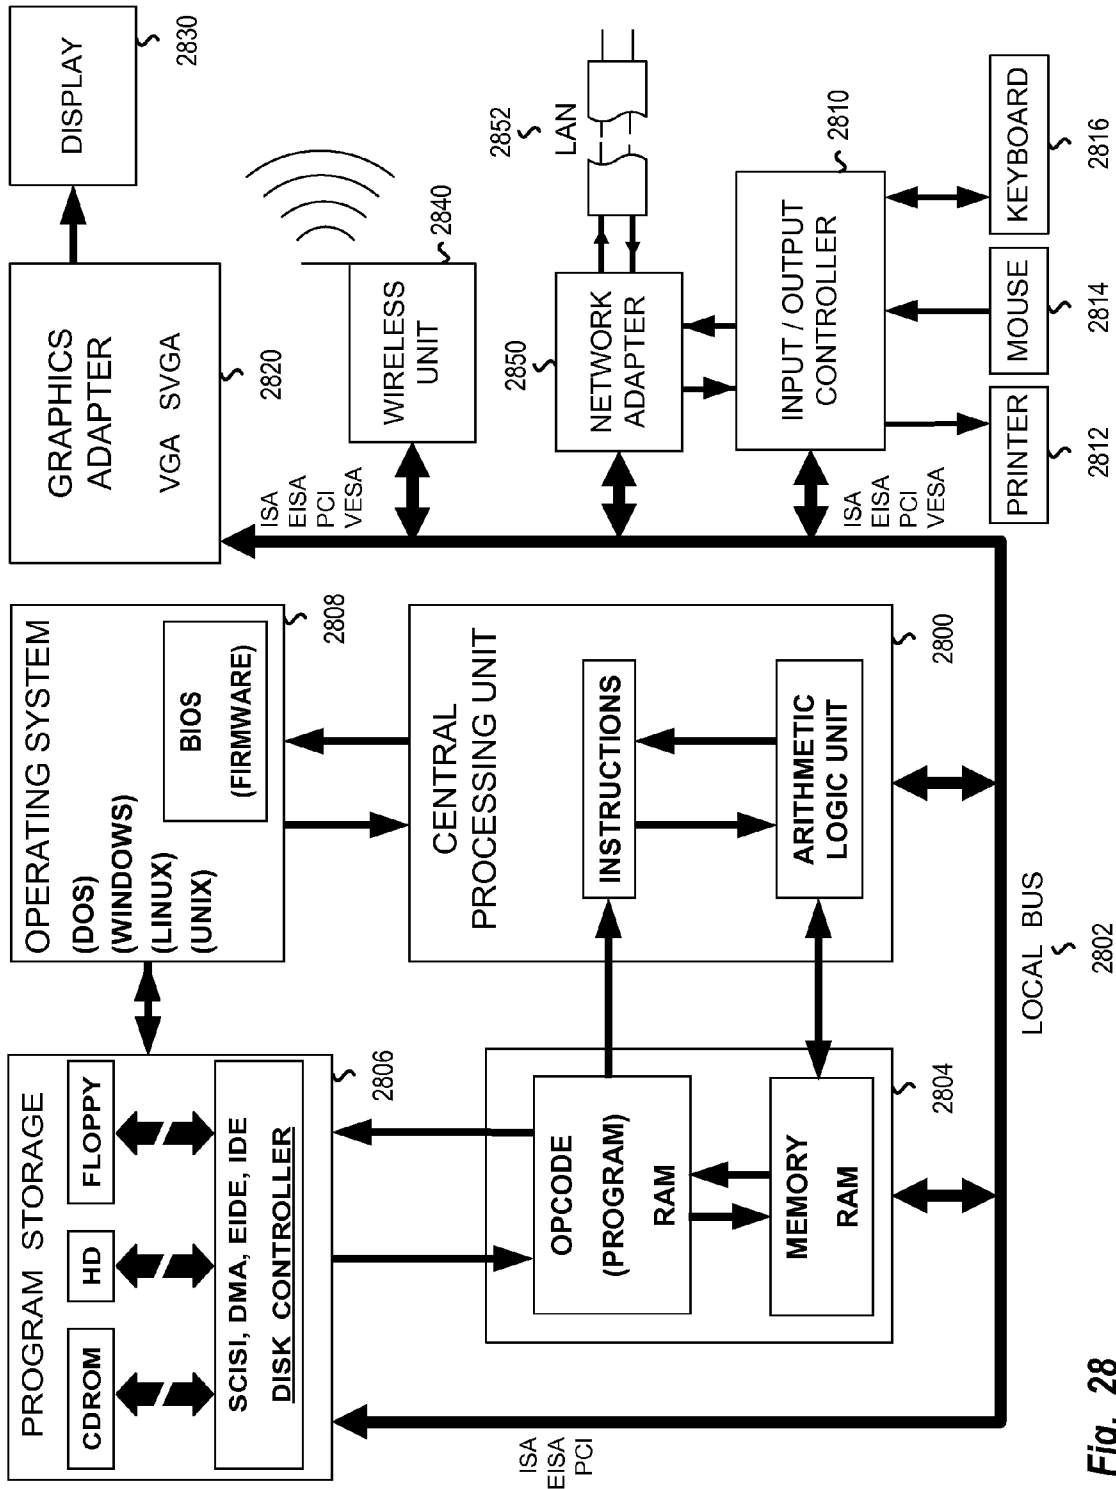 PROGRAM STORAGE
CDROM
HD
FLOPPY
SCISI, DMA, EIDE, IDE
DISK CONTROLLER
2806
OPERATING SYSTEM
(DOS)
(WINDOWS)
(LINUX)
(UNIX)
BIOS
(FIRMWARE)
2808
GRAPHICS
ADAPTER
VGA SVGA
2820
DISPLAY
2830
ISA
EISA
PCI
VESA
WIRELESS
UNIT
2840
ISA
EISA
PCI
OPCODE
(PROGRAM)
RAM
MEMORY
RAM
2804
CENTRAL
PROCESSING UNIT
INSTRUCTIONS
ARITHMETIC
LOGIC UNIT
2800
2850
NETWORK
ADAPTER
2852
LAN
INPUT / OUTPUT
CONTROLLER
2810
ISA
EISA
PCI
VESA
PRINTER
2812
MOUSE
2814
KEYBOARD
2816
LOCAL BUS
2802
Fig. 28